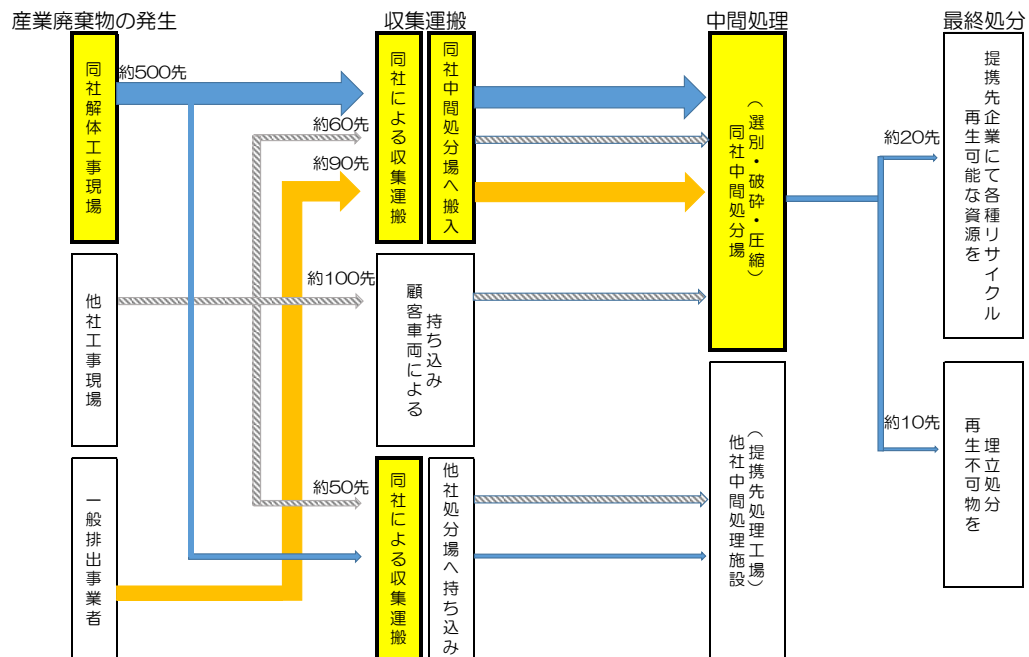 産業廃棄物の発生
収集運搬
中間処理
最終処分
同社解体工事現場
約500先
同社による収集運搬
同社中間処分場へ搬入
約60先
約90先
同社中間処分場
（選別・破砕・圧縮）
約20先
再生可能な資源を
提携先企業にて各種リサイクル
他社工事現場
約100先
顧客車両による
持ち込み
約50先
一般排出事業者
同社による収集運搬
他社処分場へ持ち込み
他社中間処理施設
（提携先処理工場）
約10先
再生不可物を
埋立処分